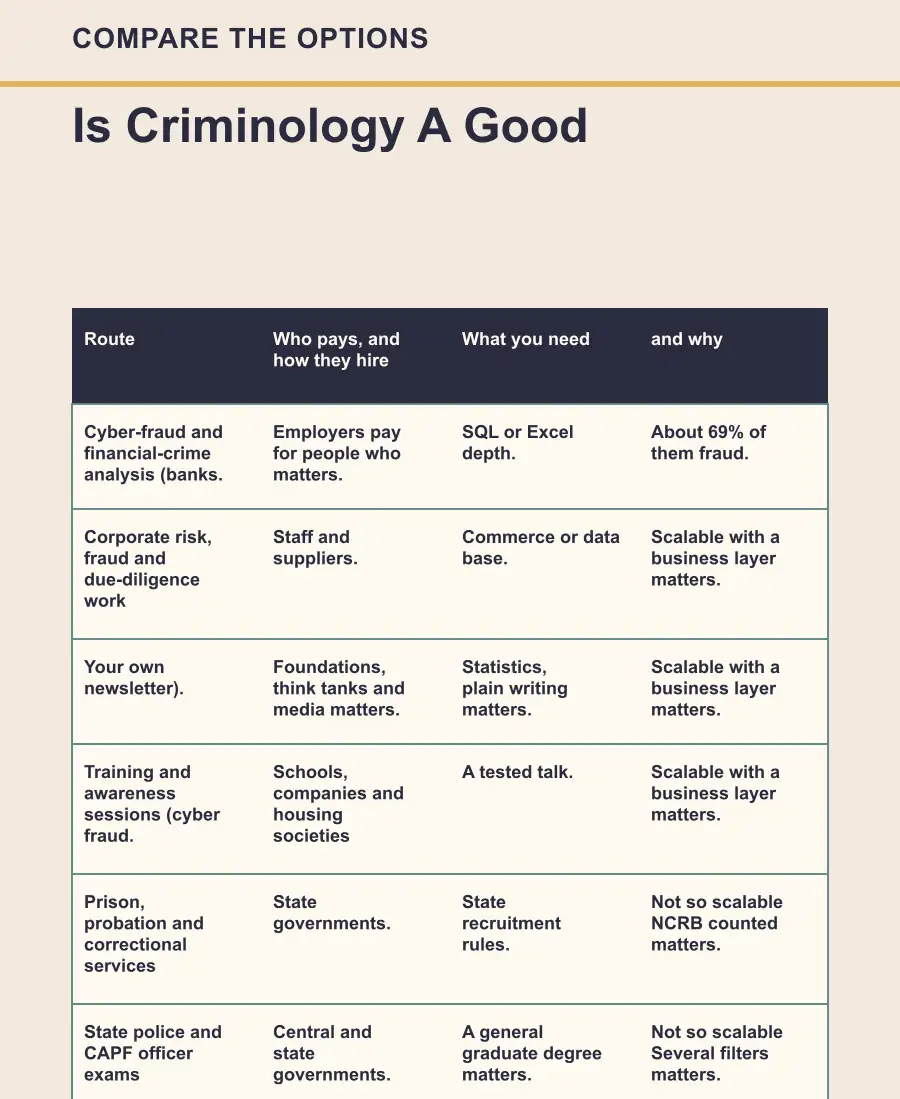 COMPARE THE OPTIONS
Is Criminology A Good
Route
Who pays, and
how they hire
What you need
and why
Cyber-fraud and
financial-crime
analysis (banks.
Employers pay
for people who
matters.
SQL or Excel
depth.
About 69% of
them fraud.
Corporate risk,
fraud and
due-diligence
work
Staff and
suppliers.
Commerce or data
base.
Scalable with a
business layer
matters.
Your own
newsletter).
Foundations,
think tanks and
media matters.
Statistics,
plain writing
matters.
Scalable with a
business layer
matters.
Training and
awareness
sessions (cyber
fraud.
Schools,
companies and
housing
societies
A tested talk.
Scalable with a
business layer
matters.
Prison,
probation and
correctional
services
State
governments.
State
recruitment
rules.
Not so scalable
NCRB counted
matters.
State police and
CAPF officer
exams
Central and
state
governments.
A general
graduate degree
matters.
Not so scalable
Several filters
matters.